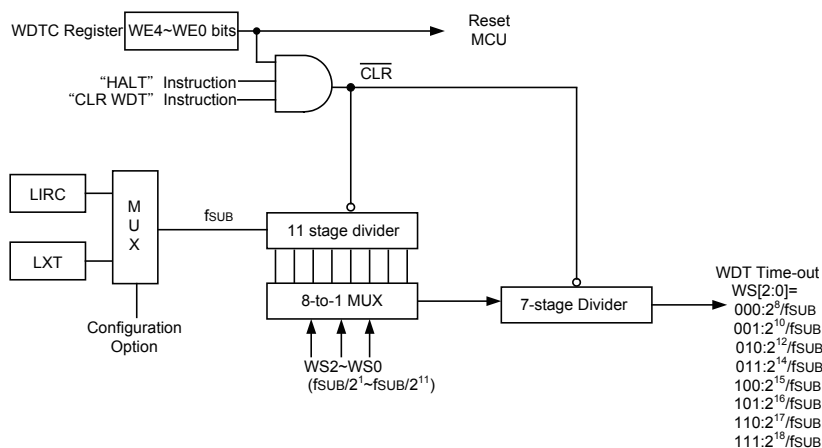 WDTC Register
WE4~WE0 bits
Reset
MCU
"HALT" Instruction
"CLR WDT" Instruction
CLR
LIRC
LXT
M
U
X
fSUB
11 stage divider
8-to-1 MUX
7-stage Divider
Configuration
Option
WS2~WS0
(fSUB/2¹~fSUB/2¹¹)
WDT Time-out
WS[2:0]=
000:2⁸/fSUB
001:2¹⁰/fSUB
010:2¹²/fSUB
011:2¹⁴/fSUB
100:2¹⁵/fSUB
101:2¹⁶/fSUB
110:2¹⁷/fSUB
111:2¹⁸/fSUB